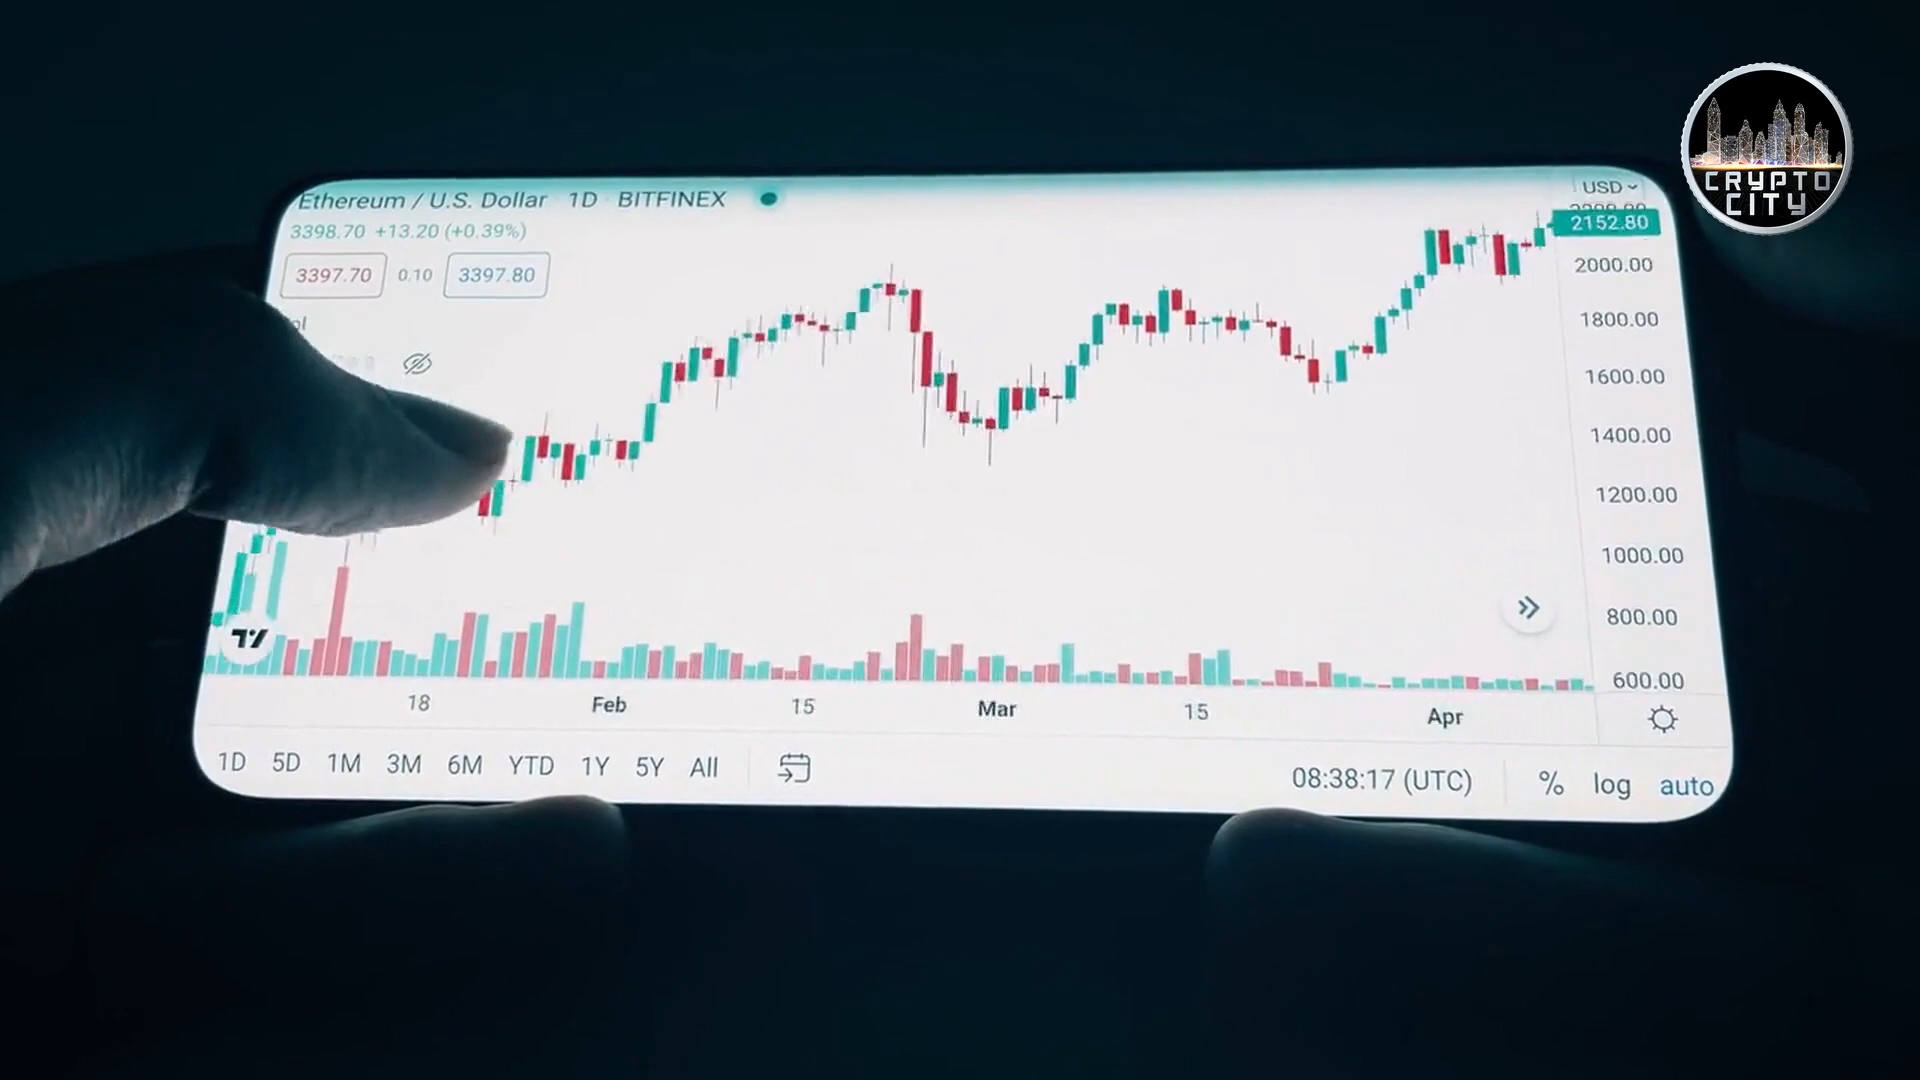 Ethereum / U.S. Dollar 1D BITFINEX
USD
CRYPTO
CITY
3398.70 +13.20 (+0.39%)
2152.80
3397.70 0.10 3397.80
2000.00
1800.00
1600.00
1400.00
1200.00
1000.00
800.00
600.00
18 Feb 15 Mar 15 Apr
1D 5D 1M 3M 6M YTD 1Y 5Y All
08:38:17 (UTC) % log auto